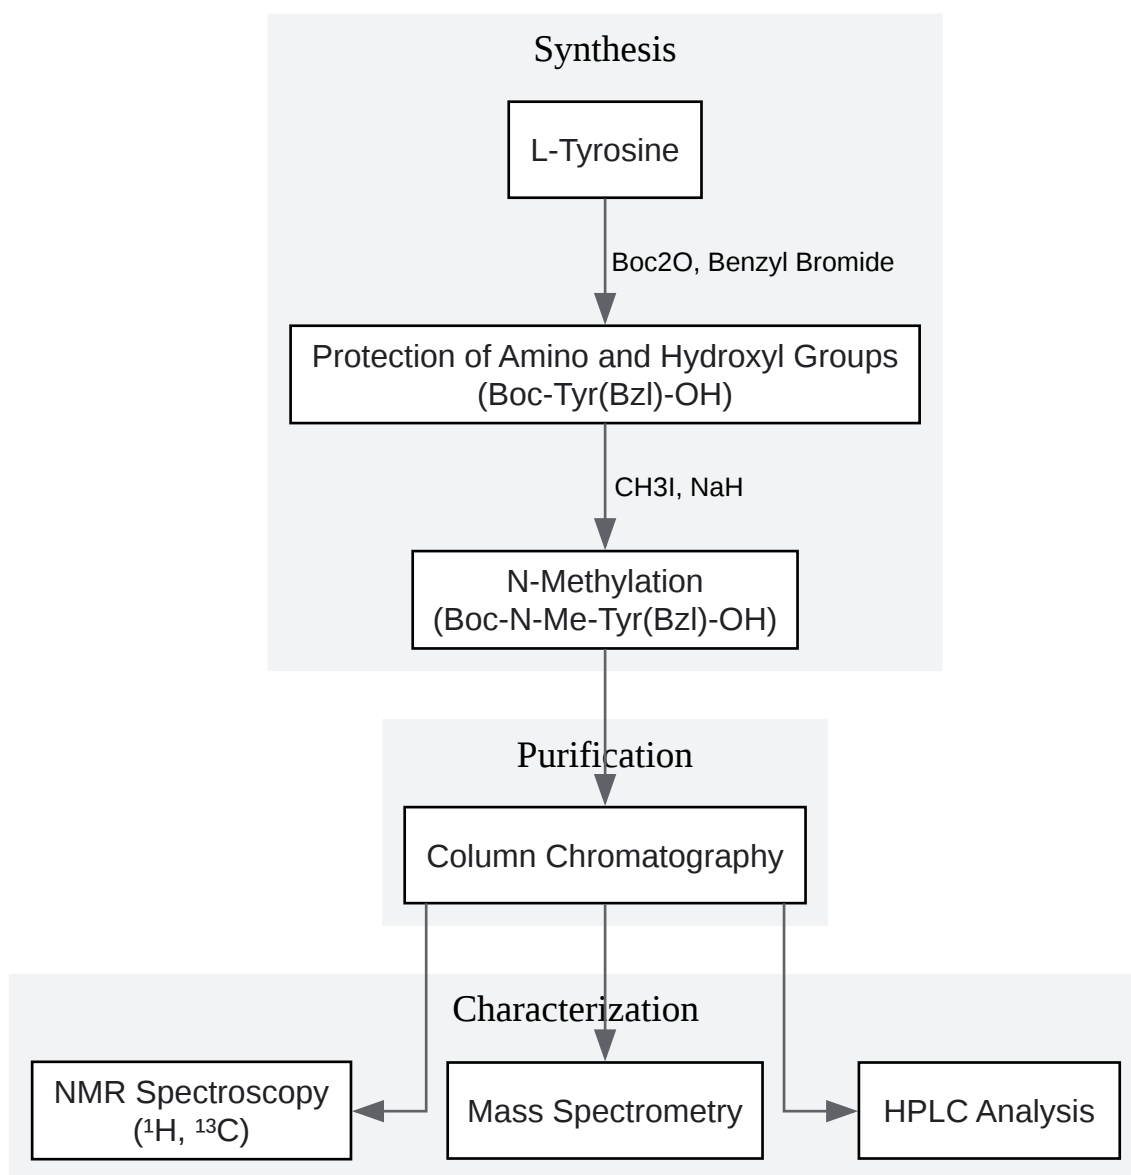 Synthesis
L-Tyrosine
Boc2O, Benzyl Bromide
Protection of Amino and Hydroxyl Groups
(Boc-Tyr(Bzl)-OH)
CH3I, NaH
N-Methylation
(Boc-N-Me-Tyr(Bzl)-OH)
Purification
Column Chromatography
Characterization
NMR Spectroscopy
(¹H, ¹³C)
Mass Spectrometry
HPLC Analysis